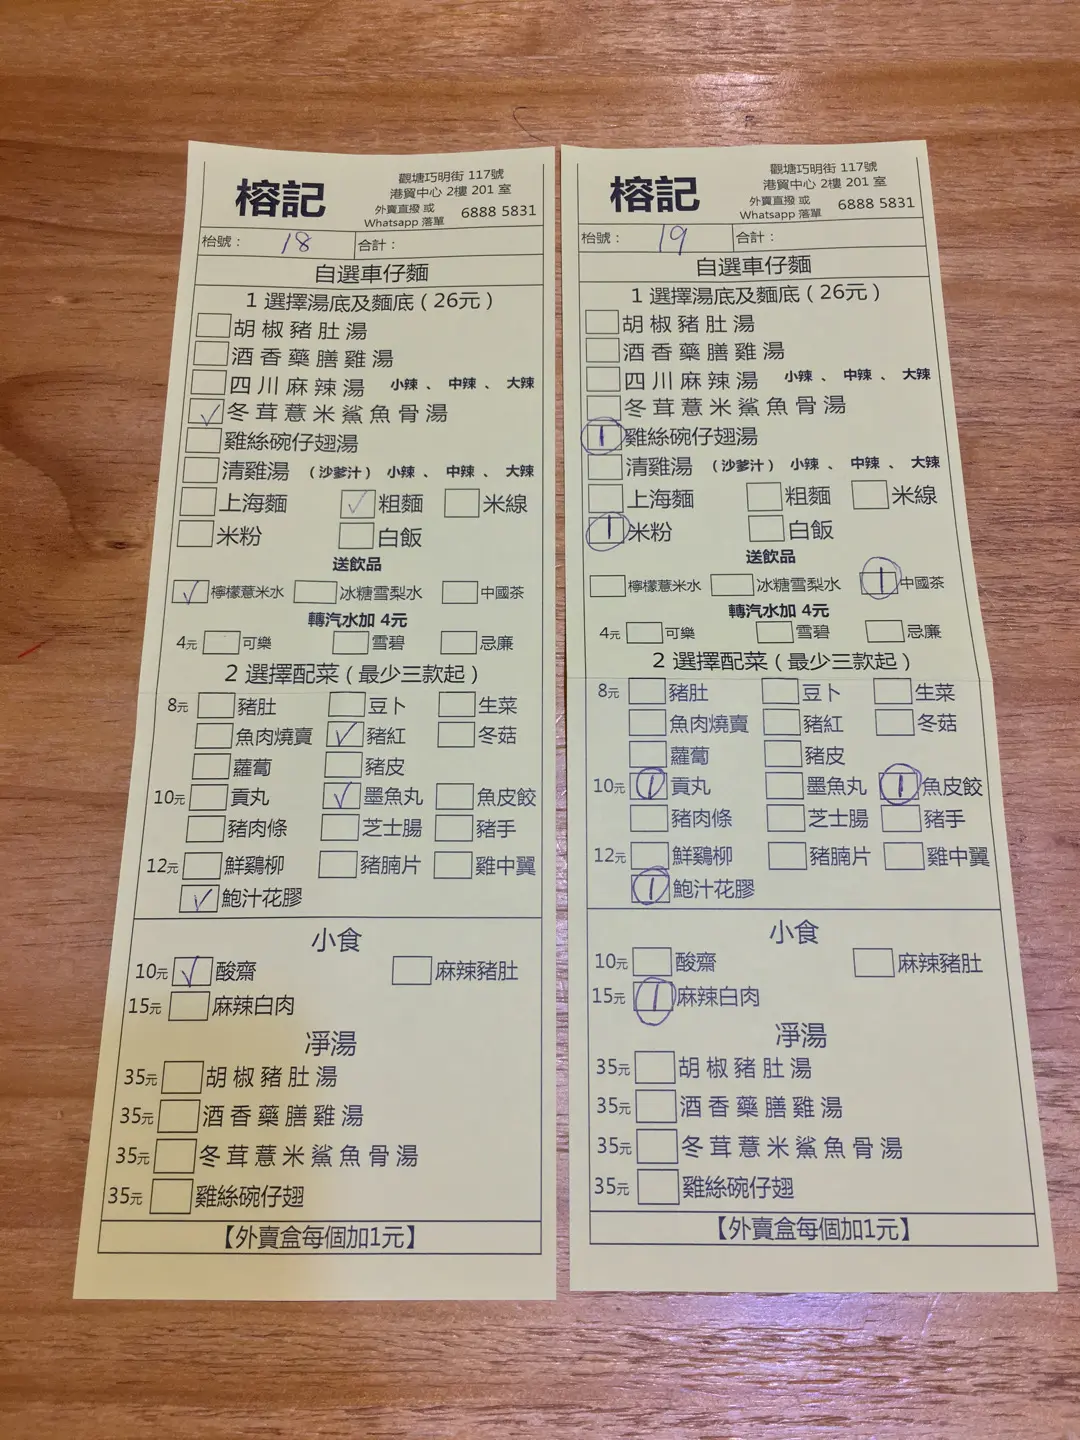 榕記
觀塘巧明街 117號
港貿中心 2樓 201 室
外賣直撥 或
Whatsapp 落單
6888 5831
枱號： 18 合計：
自選車仔麵
1 選擇湯底及麵底（26元）
胡椒豬肚湯
酒香藥膳雞湯
四川麻辣湯 小辣、中辣、大辣
✓ 冬茸薏米鯊魚骨湯
雞絲碗仔翅湯
清雞湯 （沙爹汁）小辣、中辣、大辣
上海麵 ✓ 粗麵 米線
米粉 白飯
送飲品
✓ 檸檬薏米水 冰糖雪梨水 中國茶
轉汽水加 4元
4元 可樂 雪碧 忌廉
2 選擇配菜（最少三款起）
8元 豬肚 豆卜 生菜
魚肉燒賣 ✓ 豬紅 冬菇
蘿蔔 豬皮
10元 貢丸 ✓ 墨魚丸 魚皮餃
豬肉條 芝士腸 豬手
12元 鮮鷄柳 豬腩片 雞中翼
✓ 鮑汁花膠
小食
10元 ✓ 酸齋 麻辣豬肚
15元 麻辣白肉
凈湯
35元 胡椒豬肚湯
35元 酒香藥膳雞湯
35元 冬茸薏米鯊魚骨湯
35元 雞絲碗仔翅
【外賣盒每個加1元】
榕記
觀塘巧明街 117號
港貿中心 2樓 201 室
外賣直撥 或
Whatsapp 落單
6888 5831
枱號： 19 合計：
自選車仔麵
1 選擇湯底及麵底（26元）
胡椒豬肚湯
酒香藥膳雞湯
四川麻辣湯 小辣、中辣、大辣
冬茸薏米鯊魚骨湯
1 雞絲碗仔翅湯
清雞湯 （沙爹汁）小辣、中辣、大辣
上海麵 粗麵 米線
1 米粉 白飯
送飲品
檸檬薏米水 冰糖雪梨水 1 中國茶
轉汽水加 4元
4元 可樂 雪碧 忌廉
2 選擇配菜（最少三款起）
8元 豬肚 豆卜 生菜
魚肉燒賣 豬紅 冬菇
蘿蔔 豬皮
10元 1 貢丸 墨魚丸 1 魚皮餃
豬肉條 芝士腸 豬手
12元 鮮鷄柳 豬腩片 雞中翼
1 鮑汁花膠
小食
10元 酸齋 麻辣豬肚
15元 1 麻辣白肉
凈湯
35元 胡椒豬肚湯
35元 酒香藥膳雞湯
35元 冬茸薏米鯊魚骨湯
35元 雞絲碗仔翅
【外賣盒每個加1元】